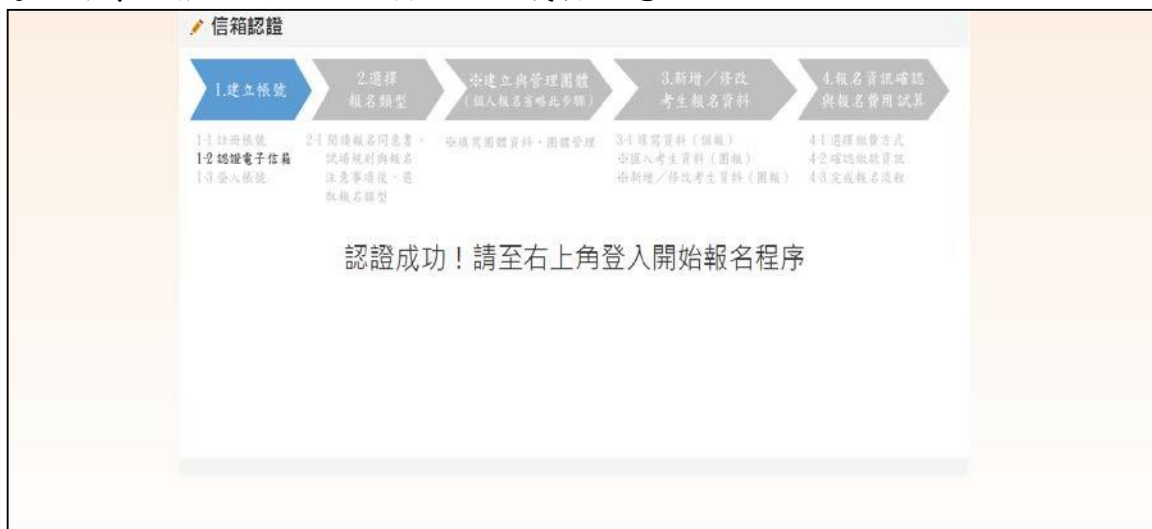 信箱認證
1.建立帳號
2.選擇
報名類型
※建立與管理團體
(個人報名省略此步驟)
3.新增／修改
考生報名資料
4.報名資訊確認
與報名費用試算
1-1 註冊帳號
1-2 認證電子信箱
1-3 登入帳號
2-1 閱讀報名同意書、
試場規則與報名
注意事項後，選
取報名類型
※填寫團體資料、團體管理
3-1 填寫資料（個報）
※匯入考生資料（團報）
※新增／修改考生資料（團報）
4-1 選擇繳費方式
4-2 確認繳款資訊
4-3 完成報名流程
認證成功！請至右上角登入開始報名程序